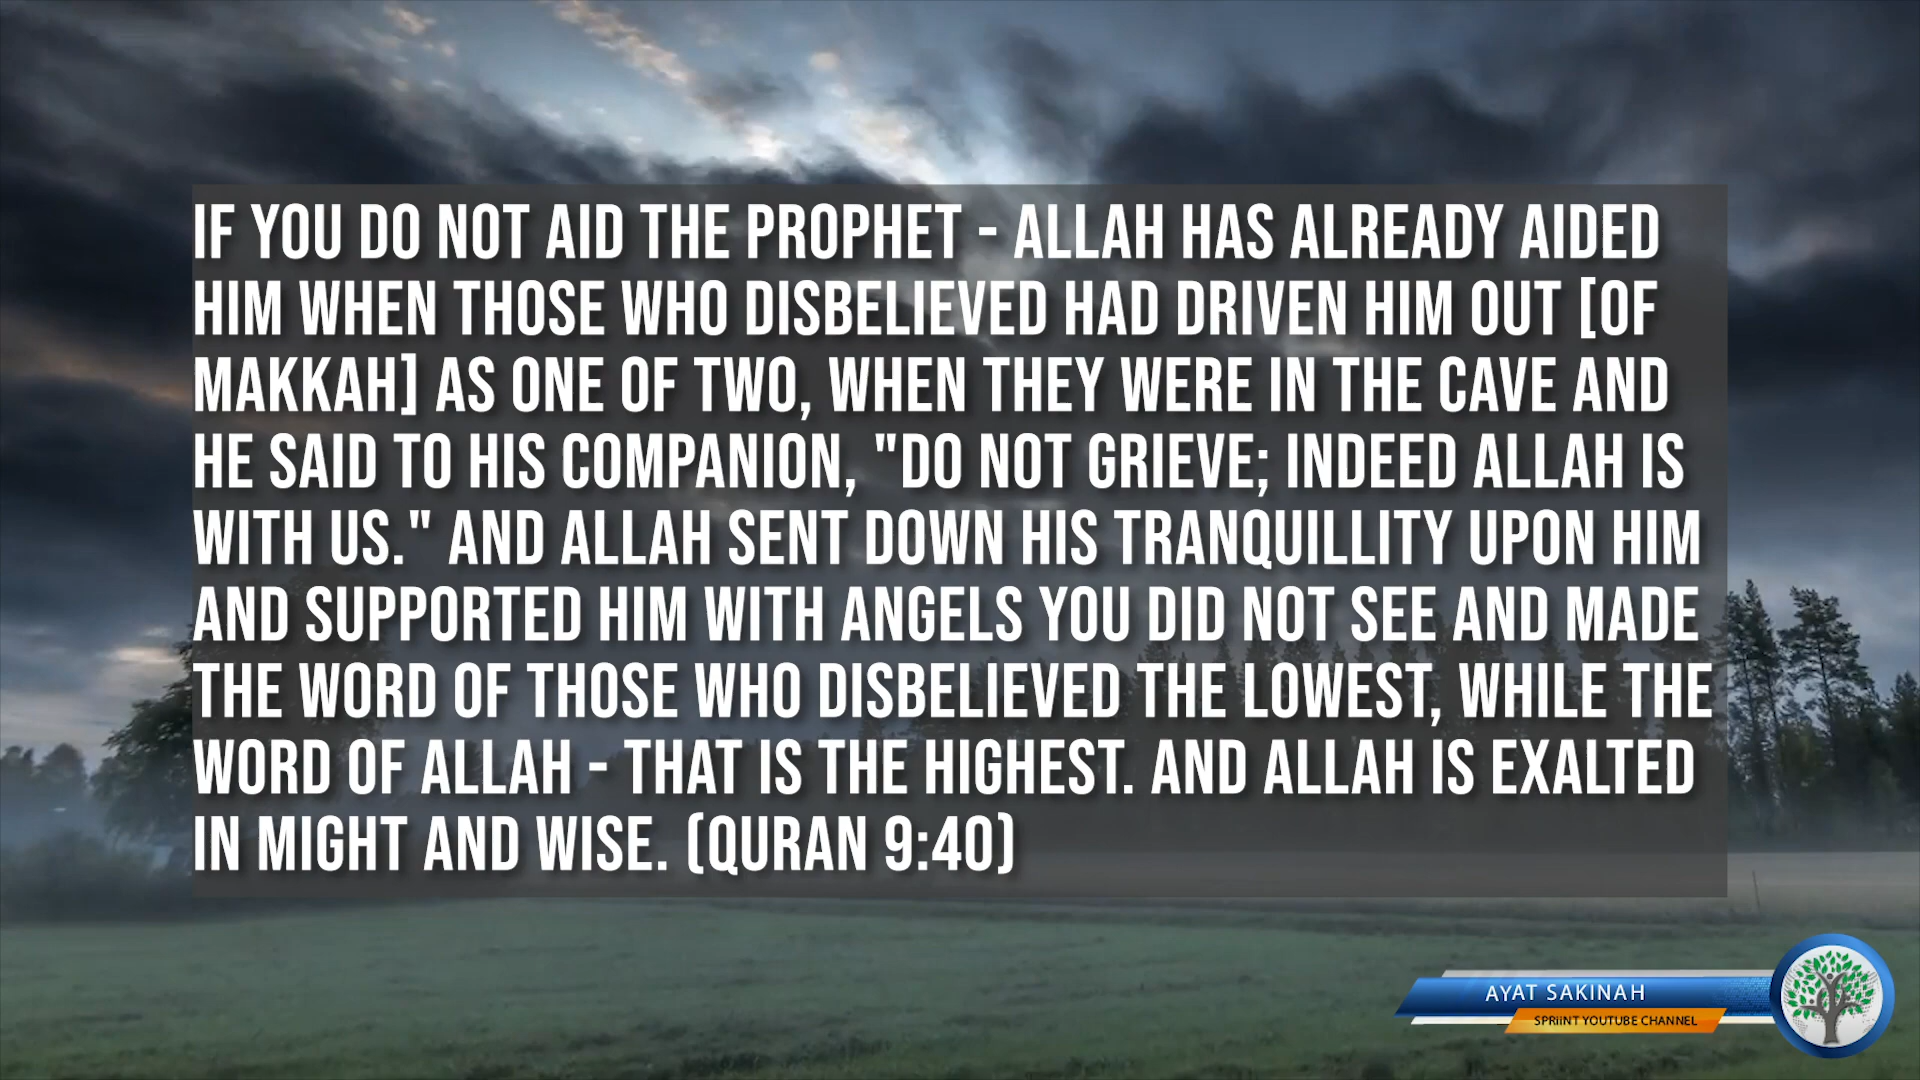 IF YOU DO NOT AID THE PROPHET - ALLAH HAS ALREADY AIDED
HIM WHEN THOSE WHO DISBELIEVED HAD DRIVEN HIM OUT [OF
MAKKAH] AS ONE OF TWO, WHEN THEY WERE IN THE CAVE AND
HE SAID TO HIS COMPANION, "DO NOT GRIEVE; INDEED ALLAH IS
WITH US." AND ALLAH SENT DOWN HIS TRANQUILLITY UPON HIM
AND SUPPORTED HIM WITH ANGELS YOU DID NOT SEE AND MADE
THE WORD OF THOSE WHO DISBELIEVED THE LOWEST, WHILE THE
WORD OF ALLAH - THAT IS THE HIGHEST. AND ALLAH IS EXALTED
IN MIGHT AND WISE. (QURAN 9:40)
AYAT SAKINAH
SPRIINT YOUTUBE CHANNEL